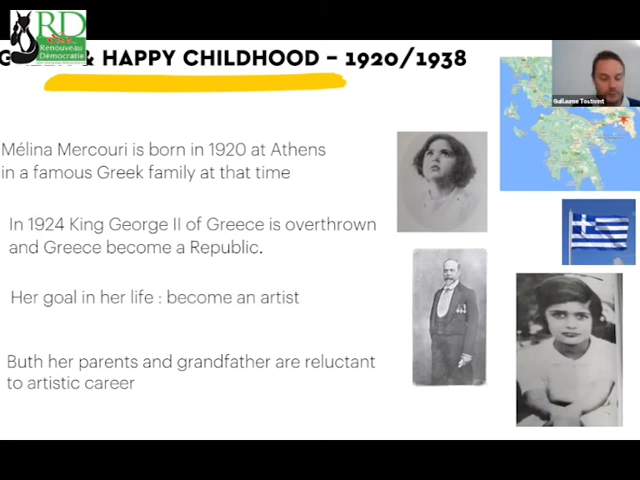 RD
Renouveau
Démocratie
& HAPPY CHILDHOOD – 1920/1938
Guillaume Toutvent
Mélina Mercouri is born in 1920 at Athens
in a famous Greek family at that time
In 1924 King George II of Greece is overthrown
and Greece become a Republic.
Her goal in her life : become an artist
Buth her parents and grandfather are reluctant
to artistic career